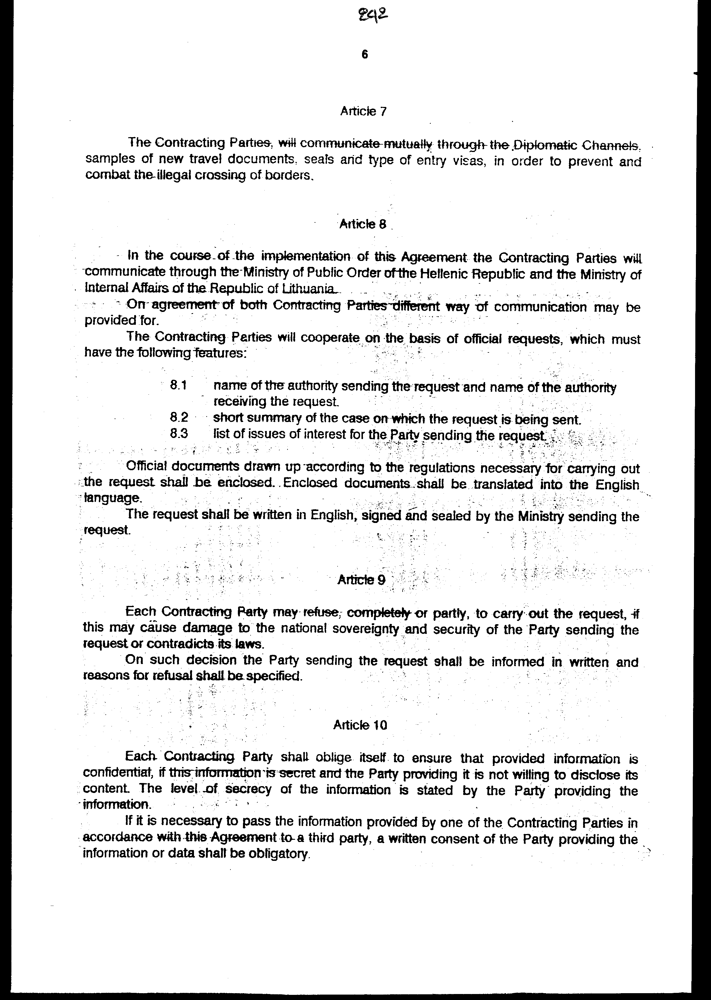 242
6
Article 7
The Contracting Parties, will communicate mutually through the Diplomatic Channels,
samples of new travel documents, seals and type of entry visas, in order to prevent and
combat the illegal crossing of borders.
Article 8
In the course of the implementation of this Agreement the Contracting Parties will
communicate through the Ministry of Public Order of the Hellenic Republic and the Ministry of
Internal Affairs of the Republic of Lithuania.
On agreement of both Contracting Parties different way of communication may be
provided for.
The Contracting Parties will cooperate on the basis of official requests, which must
have the following features:
8.1 name of the authority sending the request and name of the authority
receiving the request.
8.2 short summary of the case on which the request is being sent.
8.3 list of issues of interest for the Party sending the request.
Official documents drawn up according to the regulations necessary for carrying out
the request shall be enclosed. Enclosed documents shall be translated into the English
language.
The request shall be written in English, signed and sealed by the Ministry sending the
request.
Article 9
Each Contracting Party may refuse, completely or partly, to carry out the request, if
this may cause damage to the national sovereignty and security of the Party sending the
request or contradicts its laws.
On such decision the Party sending the request shall be informed in written and
reasons for refusal shall be specified.
Article 10
Each Contracting Party shall oblige itself to ensure that provided information is
confidential, if this information is secret and the Party providing it is not willing to disclose its
content. The level of secrecy of the information is stated by the Party providing the
information.
If it is necessary to pass the information provided by one of the Contracting Parties in
accordance with this Agreement to a third party, a written consent of the Party providing the
information or data shall be obligatory.